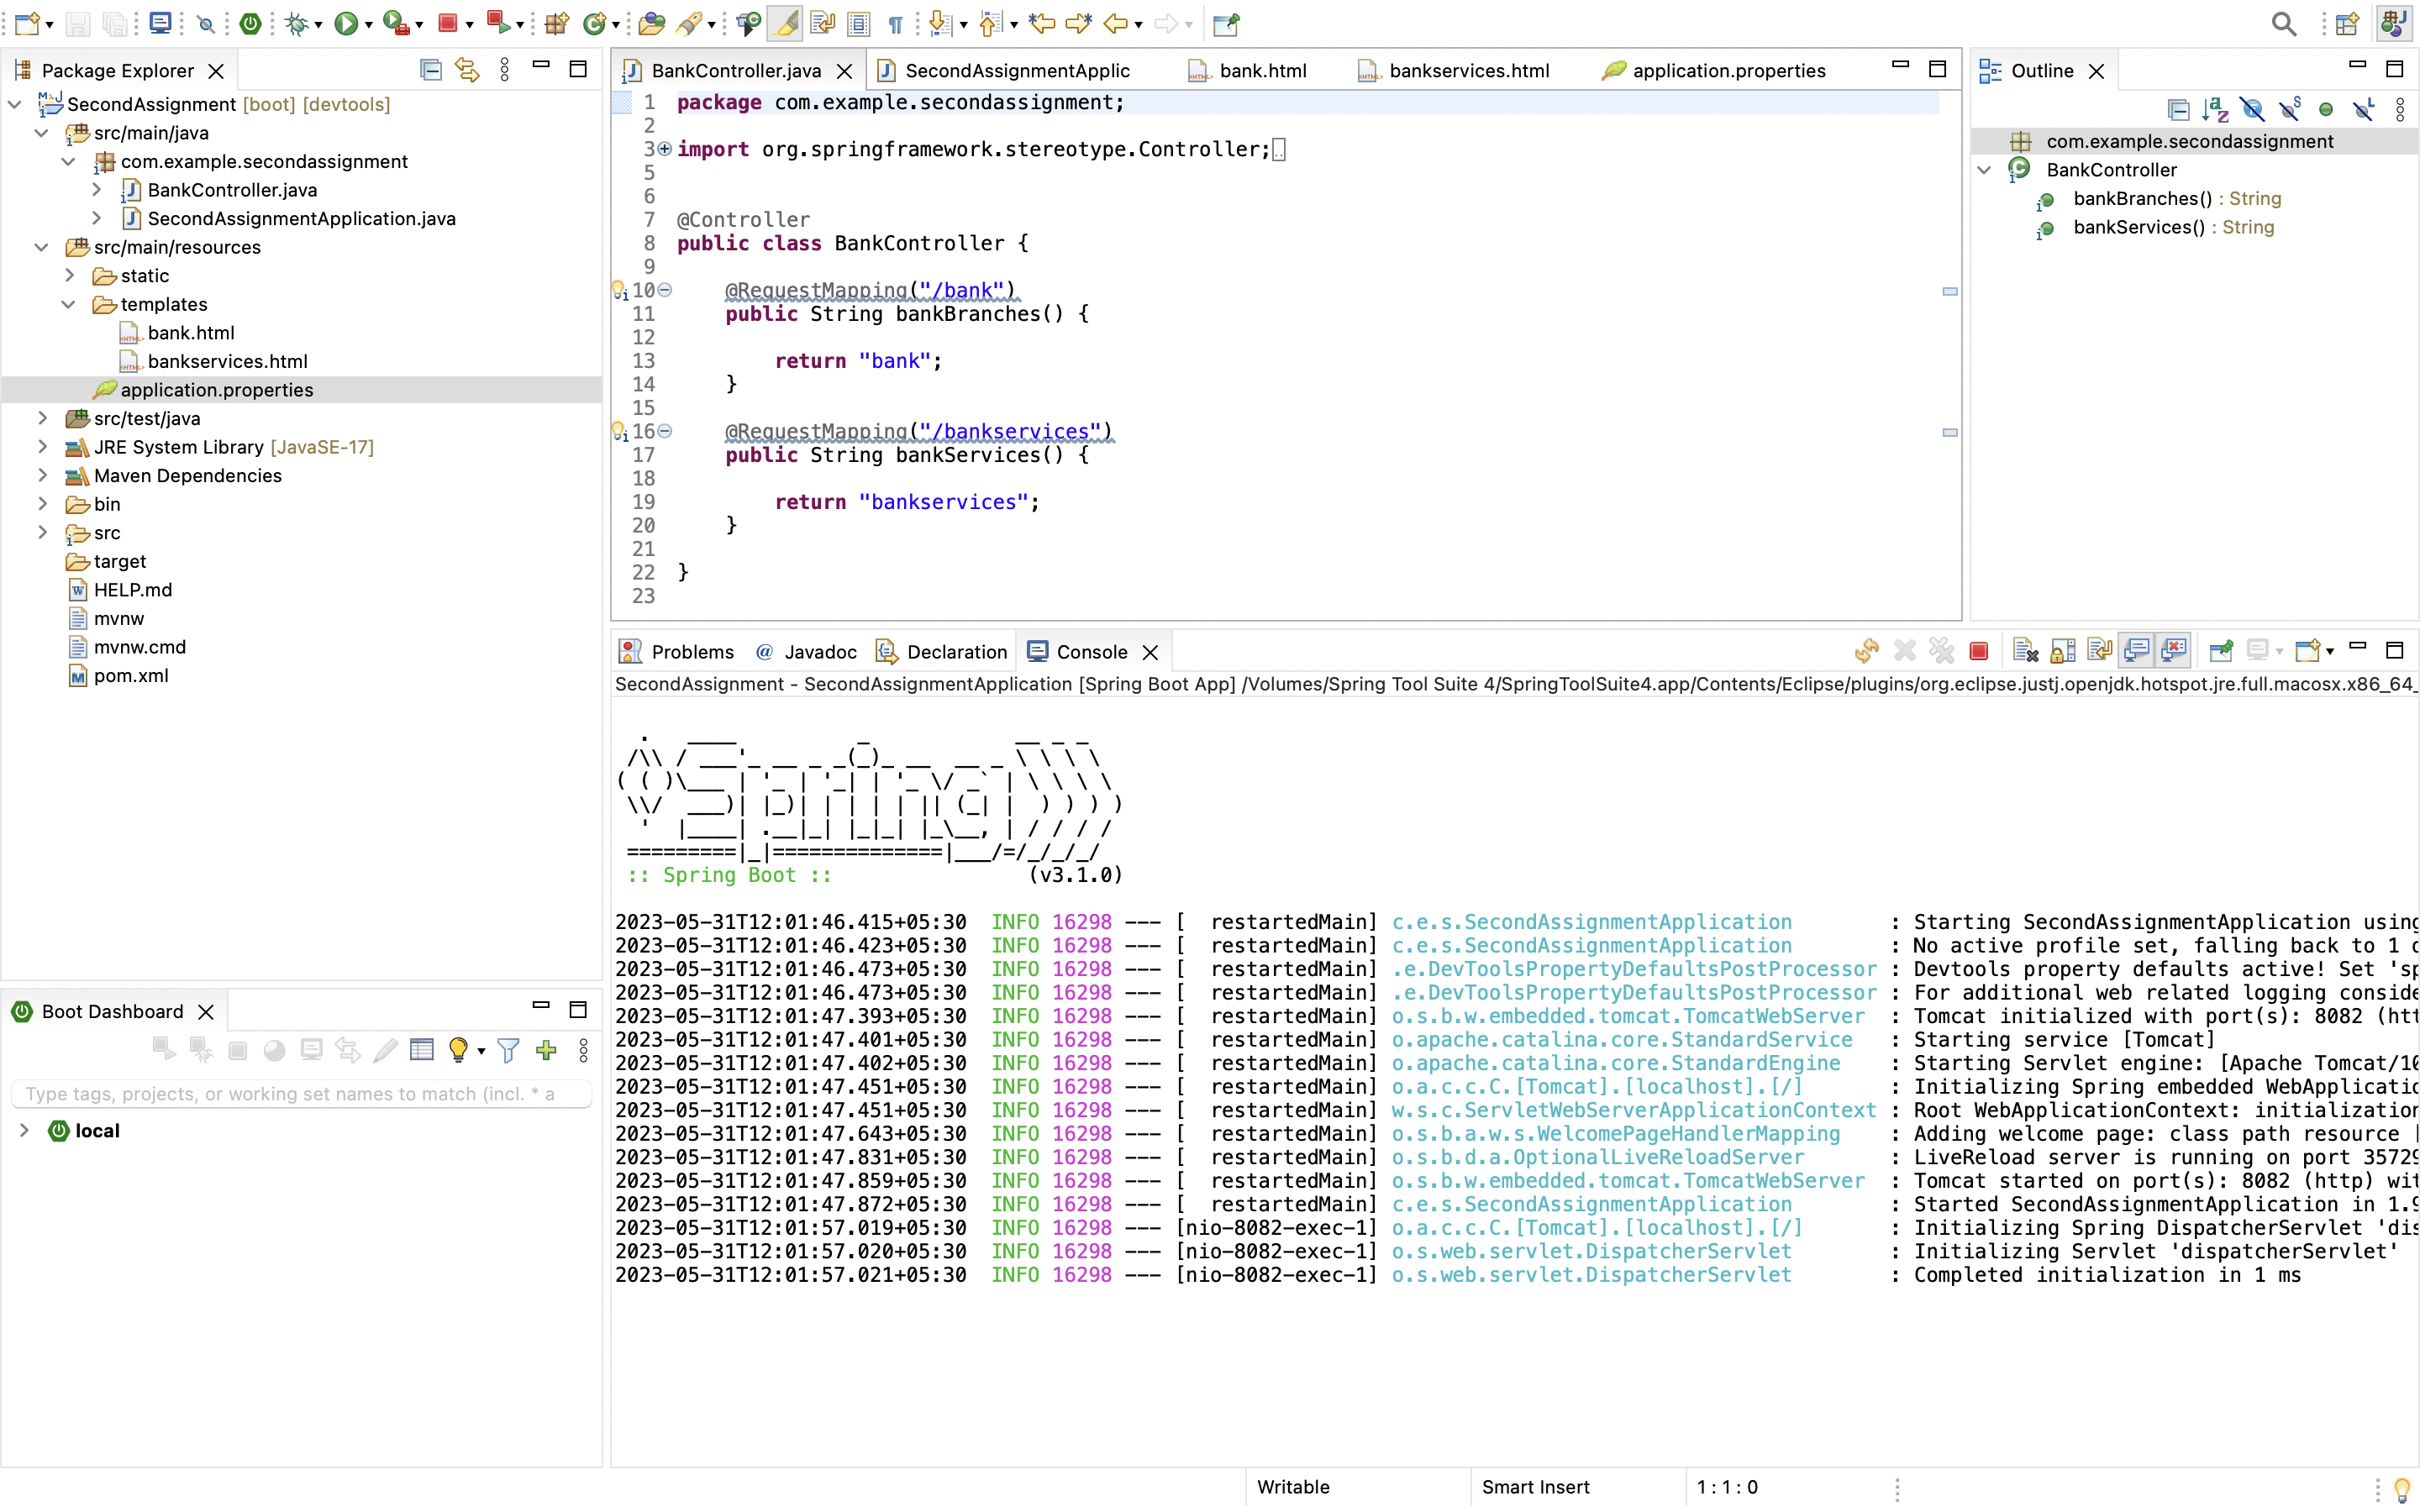 Package Explorer
SecondAssignment [boot] [devtools]
src/main/java
com.example.secondassignment
BankController.java
SecondAssignmentApplication.java
src/main/resources
static
templates
bank.html
bankservices.html
application.properties
src/test/java
JRE System Library [JavaSE-17]
Maven Dependencies
bin
src
target
HELP.md
mvnw
mvnw.cmd
pom.xml
Boot Dashboard
Type tags, projects, or working set names to match (incl. * a
local
BankController.java SecondAssignmentApplic bank.html bankservices.html application.properties
1 package com.example.secondassignment;
2
3 import org.springframework.stereotype.Controller;
5
6
7 @Controller
8 public class BankController {
9
10 @RequestMapping("/bank")
11 public String bankBranches() {
12
13 return "bank";
14 }
15
16 @RequestMapping("/bankservices")
17 public String bankServices() {
18
19 return "bankservices";
20 }
21
22 }
23
Outline
com.example.secondassignment
BankController
bankBranches() : String
bankServices() : String
Problems @ Javadoc Declaration Console
SecondAssignment - SecondAssignmentApplication [Spring Boot App] /Volumes/Spring Tool Suite 4/SpringToolSuite4.app/Contents/Eclipse/plugins/org.eclipse.justj.openjdk.hotspot.jre.full.macosx.x86_64_
  .   ____          _            __ _ _
 /\\ / ___'_ __ _ _(_)_ __  __ _ \ \ \ \
( ( )\___ | '_ | '_| | '_ \/ _` | \ \ \ \
 \\/  ___)| |_)| | | | | || (_| |  ) ) ) )
  '  |____| .__|_| |_|_| |_\__, | / / / /
 =========|_|==============|___/=/_/_/_/
:: Spring Boot :: (v3.1.0)
2023-05-31T12:01:46.415+05:30 INFO 16298 --- [ restartedMain] c.e.s.SecondAssignmentApplication : Starting SecondAssignmentApplication using
2023-05-31T12:01:46.423+05:30 INFO 16298 --- [ restartedMain] c.e.s.SecondAssignmentApplication : No active profile set, falling back to 1
2023-05-31T12:01:46.473+05:30 INFO 16298 --- [ restartedMain] .e.DevToolsPropertyDefaultsPostProcessor : Devtools property defaults active! Set 'sp
2023-05-31T12:01:46.473+05:30 INFO 16298 --- [ restartedMain] .e.DevToolsPropertyDefaultsPostProcessor : For additional web related logging conside
2023-05-31T12:01:47.393+05:30 INFO 16298 --- [ restartedMain] o.s.b.w.embedded.tomcat.TomcatWebServer : Tomcat initialized with port(s): 8082 (htt
2023-05-31T12:01:47.401+05:30 INFO 16298 --- [ restartedMain] o.apache.catalina.core.StandardService : Starting service [Tomcat]
2023-05-31T12:01:47.402+05:30 INFO 16298 --- [ restartedMain] o.apache.catalina.core.StandardEngine : Starting Servlet engine: [Apache Tomcat/10
2023-05-31T12:01:47.451+05:30 INFO 16298 --- [ restartedMain] o.a.c.c.C.[Tomcat].[localhost].[/] : Initializing Spring embedded WebApplicatio
2023-05-31T12:01:47.451+05:30 INFO 16298 --- [ restartedMain] w.s.c.ServletWebServerApplicationContext : Root WebApplicationContext: initialization
2023-05-31T12:01:47.643+05:30 INFO 16298 --- [ restartedMain] o.s.b.a.w.s.WelcomePageHandlerMapping : Adding welcome page: class path resource [
2023-05-31T12:01:47.831+05:30 INFO 16298 --- [ restartedMain] o.s.b.d.a.OptionalLiveReloadServer : LiveReload server is running on port 35729
2023-05-31T12:01:47.859+05:30 INFO 16298 --- [ restartedMain] o.s.b.w.embedded.tomcat.TomcatWebServer : Tomcat started on port(s): 8082 (http) wit
2023-05-31T12:01:47.872+05:30 INFO 16298 --- [ restartedMain] c.e.s.SecondAssignmentApplication : Started SecondAssignmentApplication in 1.9
2023-05-31T12:01:57.019+05:30 INFO 16298 --- [nio-8082-exec-1] o.a.c.c.C.[Tomcat].[localhost].[/] : Initializing Spring DispatcherServlet 'dis
2023-05-31T12:01:57.020+05:30 INFO 16298 --- [nio-8082-exec-1] o.s.web.servlet.DispatcherServlet : Initializing Servlet 'dispatcherServlet'
2023-05-31T12:01:57.021+05:30 INFO 16298 --- [nio-8082-exec-1] o.s.web.servlet.DispatcherServlet : Completed initialization in 1 ms
Writable Smart Insert 1 : 1 : 0